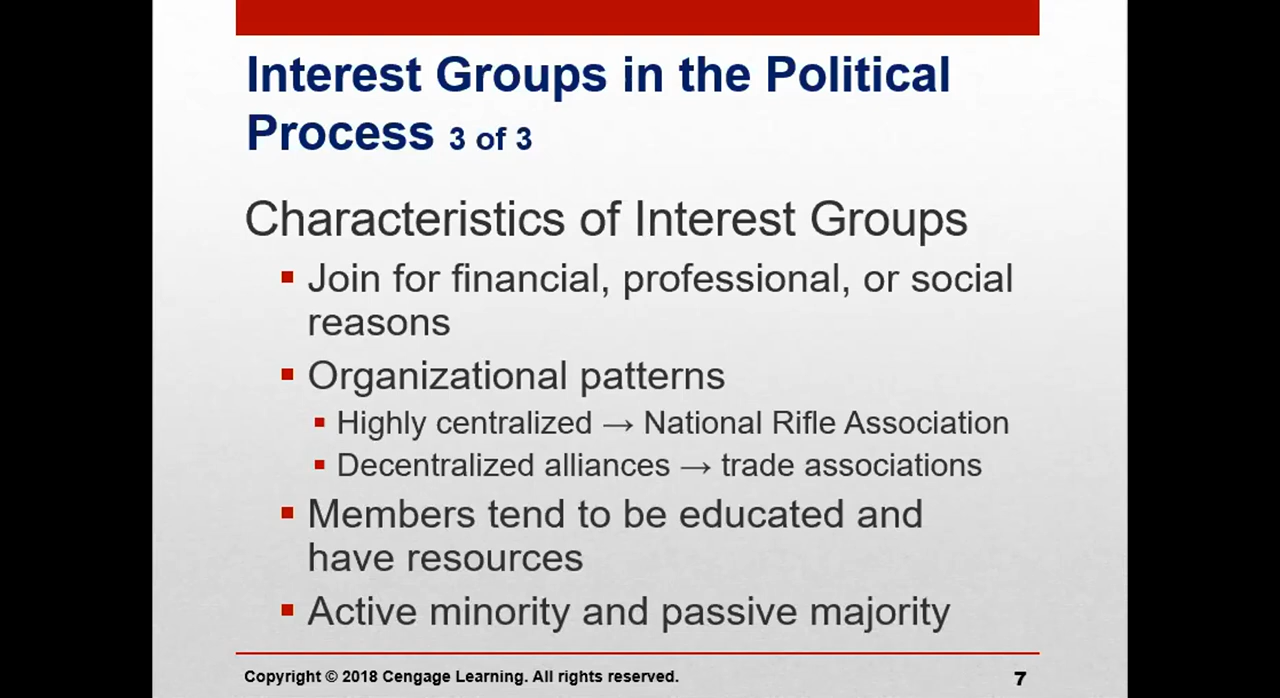 Interest Groups in the Political
Process 3 of 3
Characteristics of Interest Groups
▪ Join for financial, professional, or social
reasons
▪ Organizational patterns
▪ Highly centralized → National Rifle Association
▪ Decentralized alliances → trade associations
▪ Members tend to be educated and
have resources
▪ Active minority and passive majority
Copyright © 2018 Cengage Learning. All rights reserved.
7